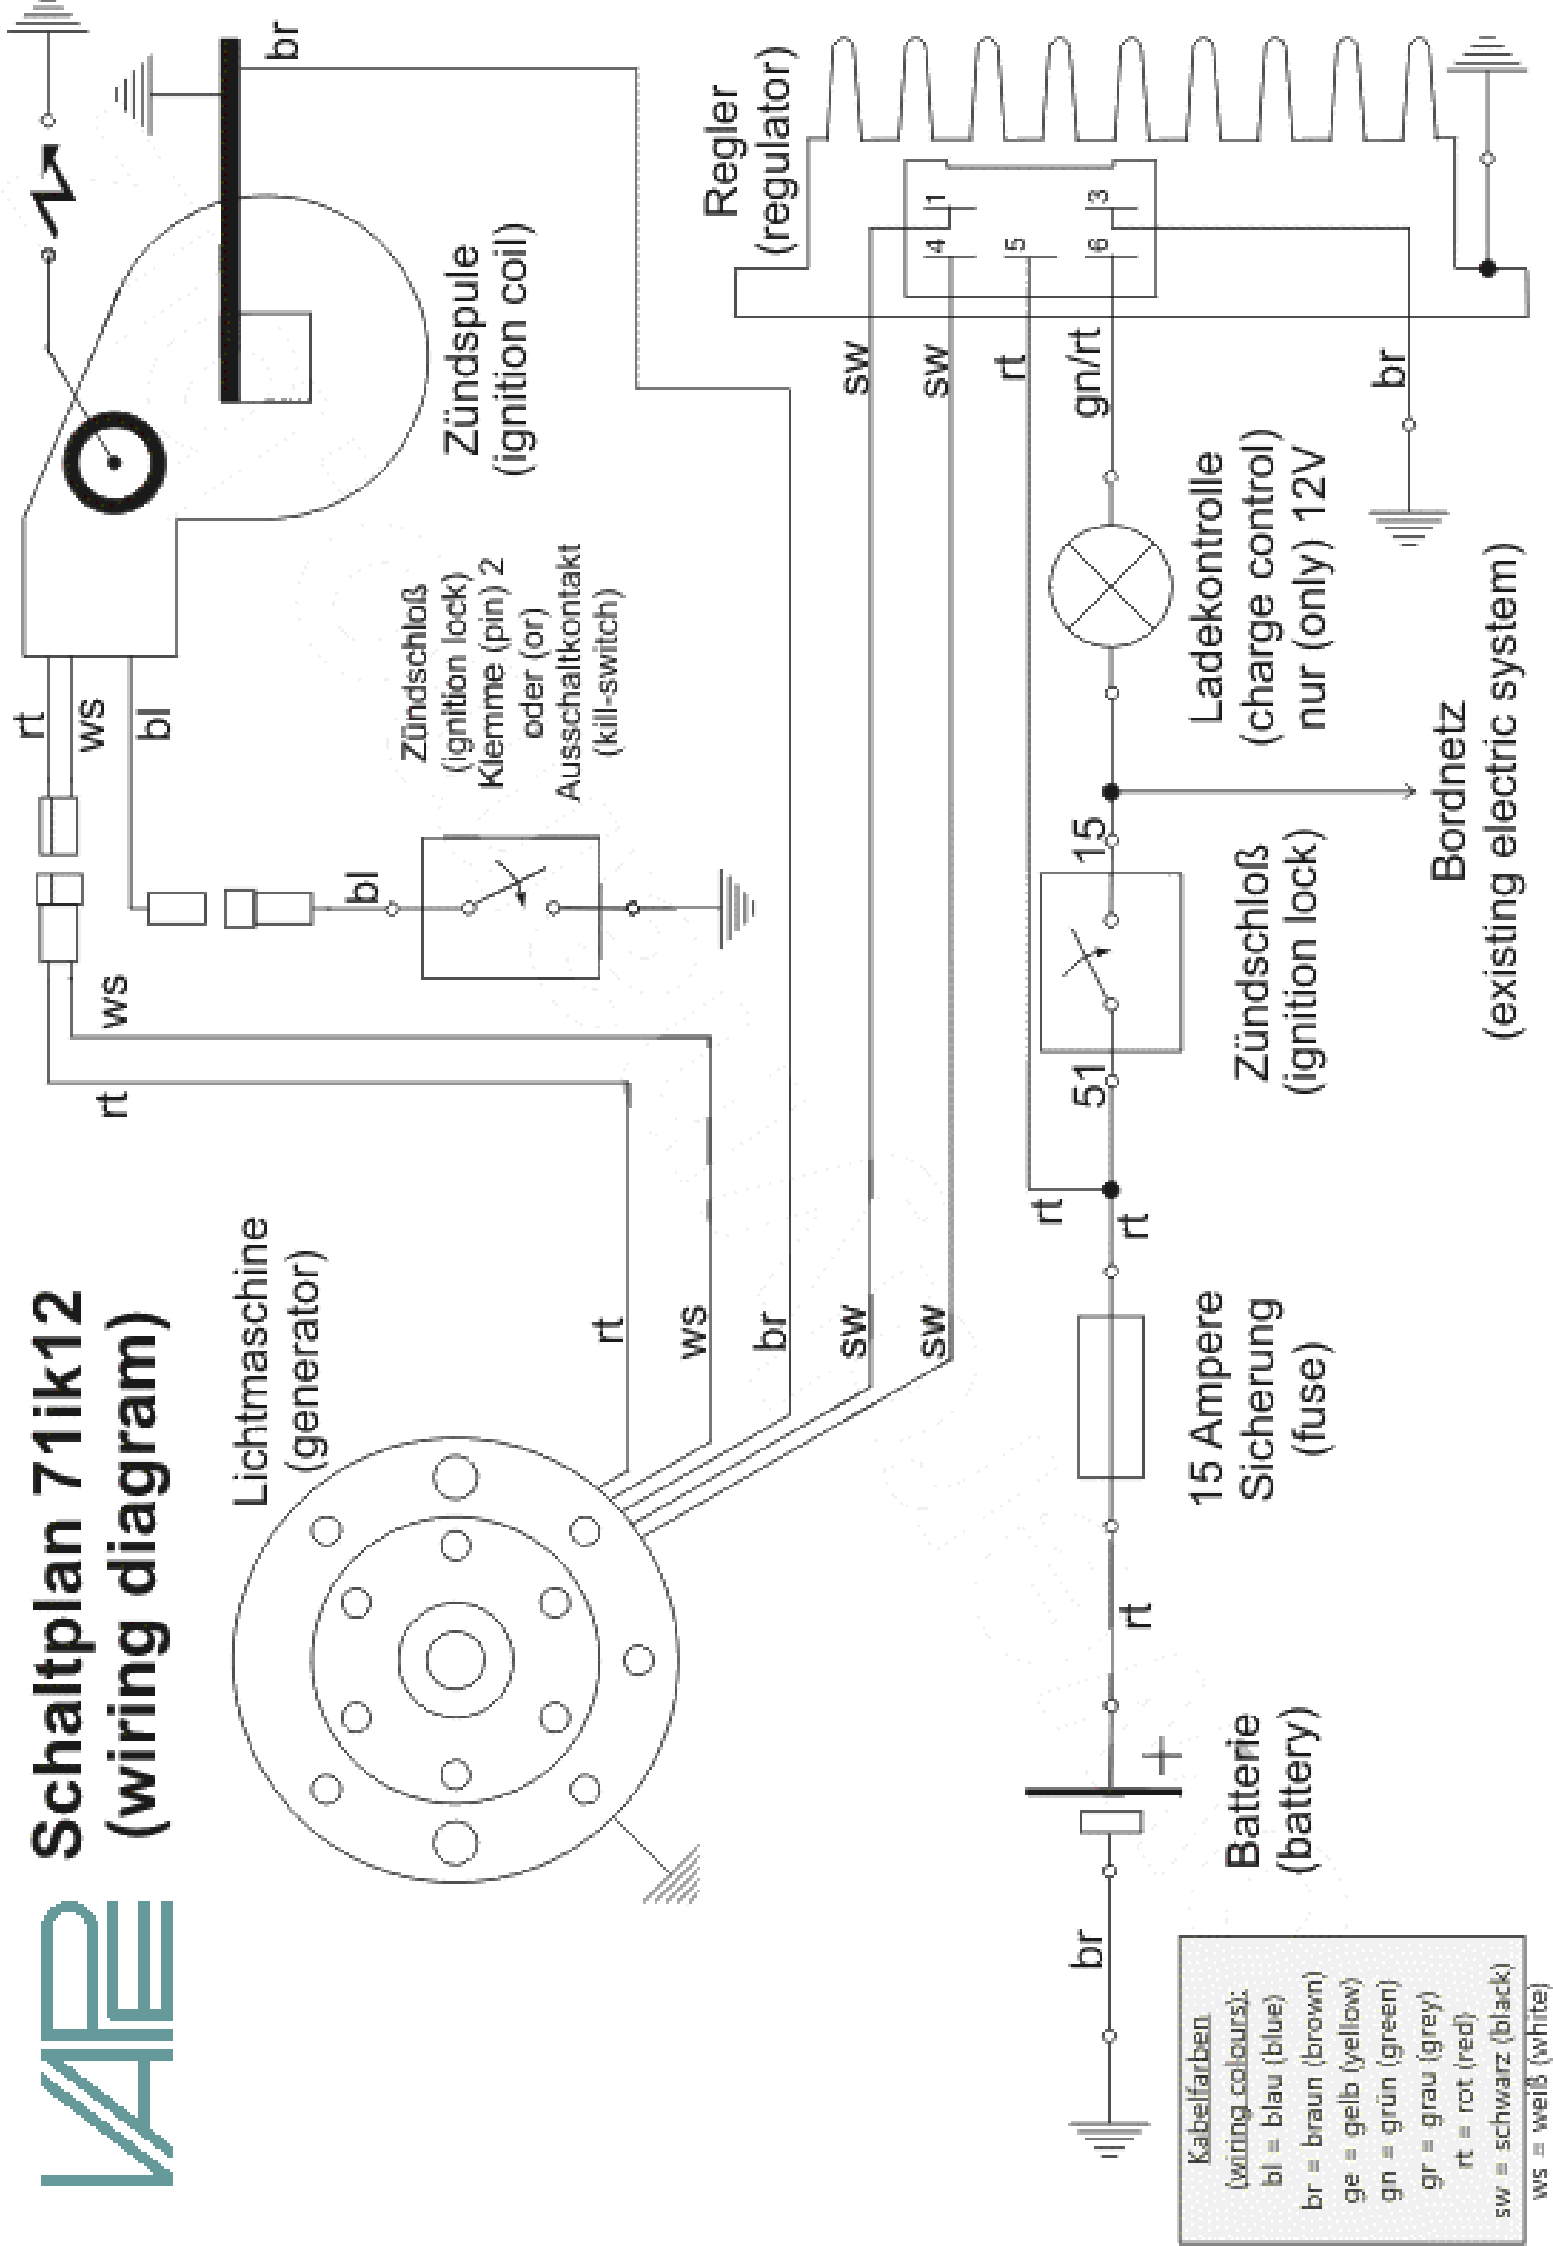 VAPE
Schaltplan 71ik12
(wiring diagram)
Lichtmaschine
(generator)
rt
ws
br
sw
sw
rt
ws
rt
ws
bl
bl
Zündschloß
(ignition lock)
Klemme (pin) 2
oder (or)
Ausschaltkontakt
(kill-switch)
Zündspule
(ignition coil)
br
Regler
(regulator)
1
4
5
3
6
sw
sw
rt
gn/rt
br
Ladekontrolle
(charge control)
nur (only) 12V
Bordnetz
(existing electric system)
15
51
Zündschloß
(ignition lock)
rt
rt
15 Ampere
Sicherung
(fuse)
rt
+
Batterie
(battery)
br
Kabelfarben
(wiring colours):
bl = blau (blue)
br = braun (brown)
ge = gelb (yellow)
gn = grün (green)
gr = grau (grey)
rt = rot (red)
sw = schwarz (black)
ws = weiß (white)